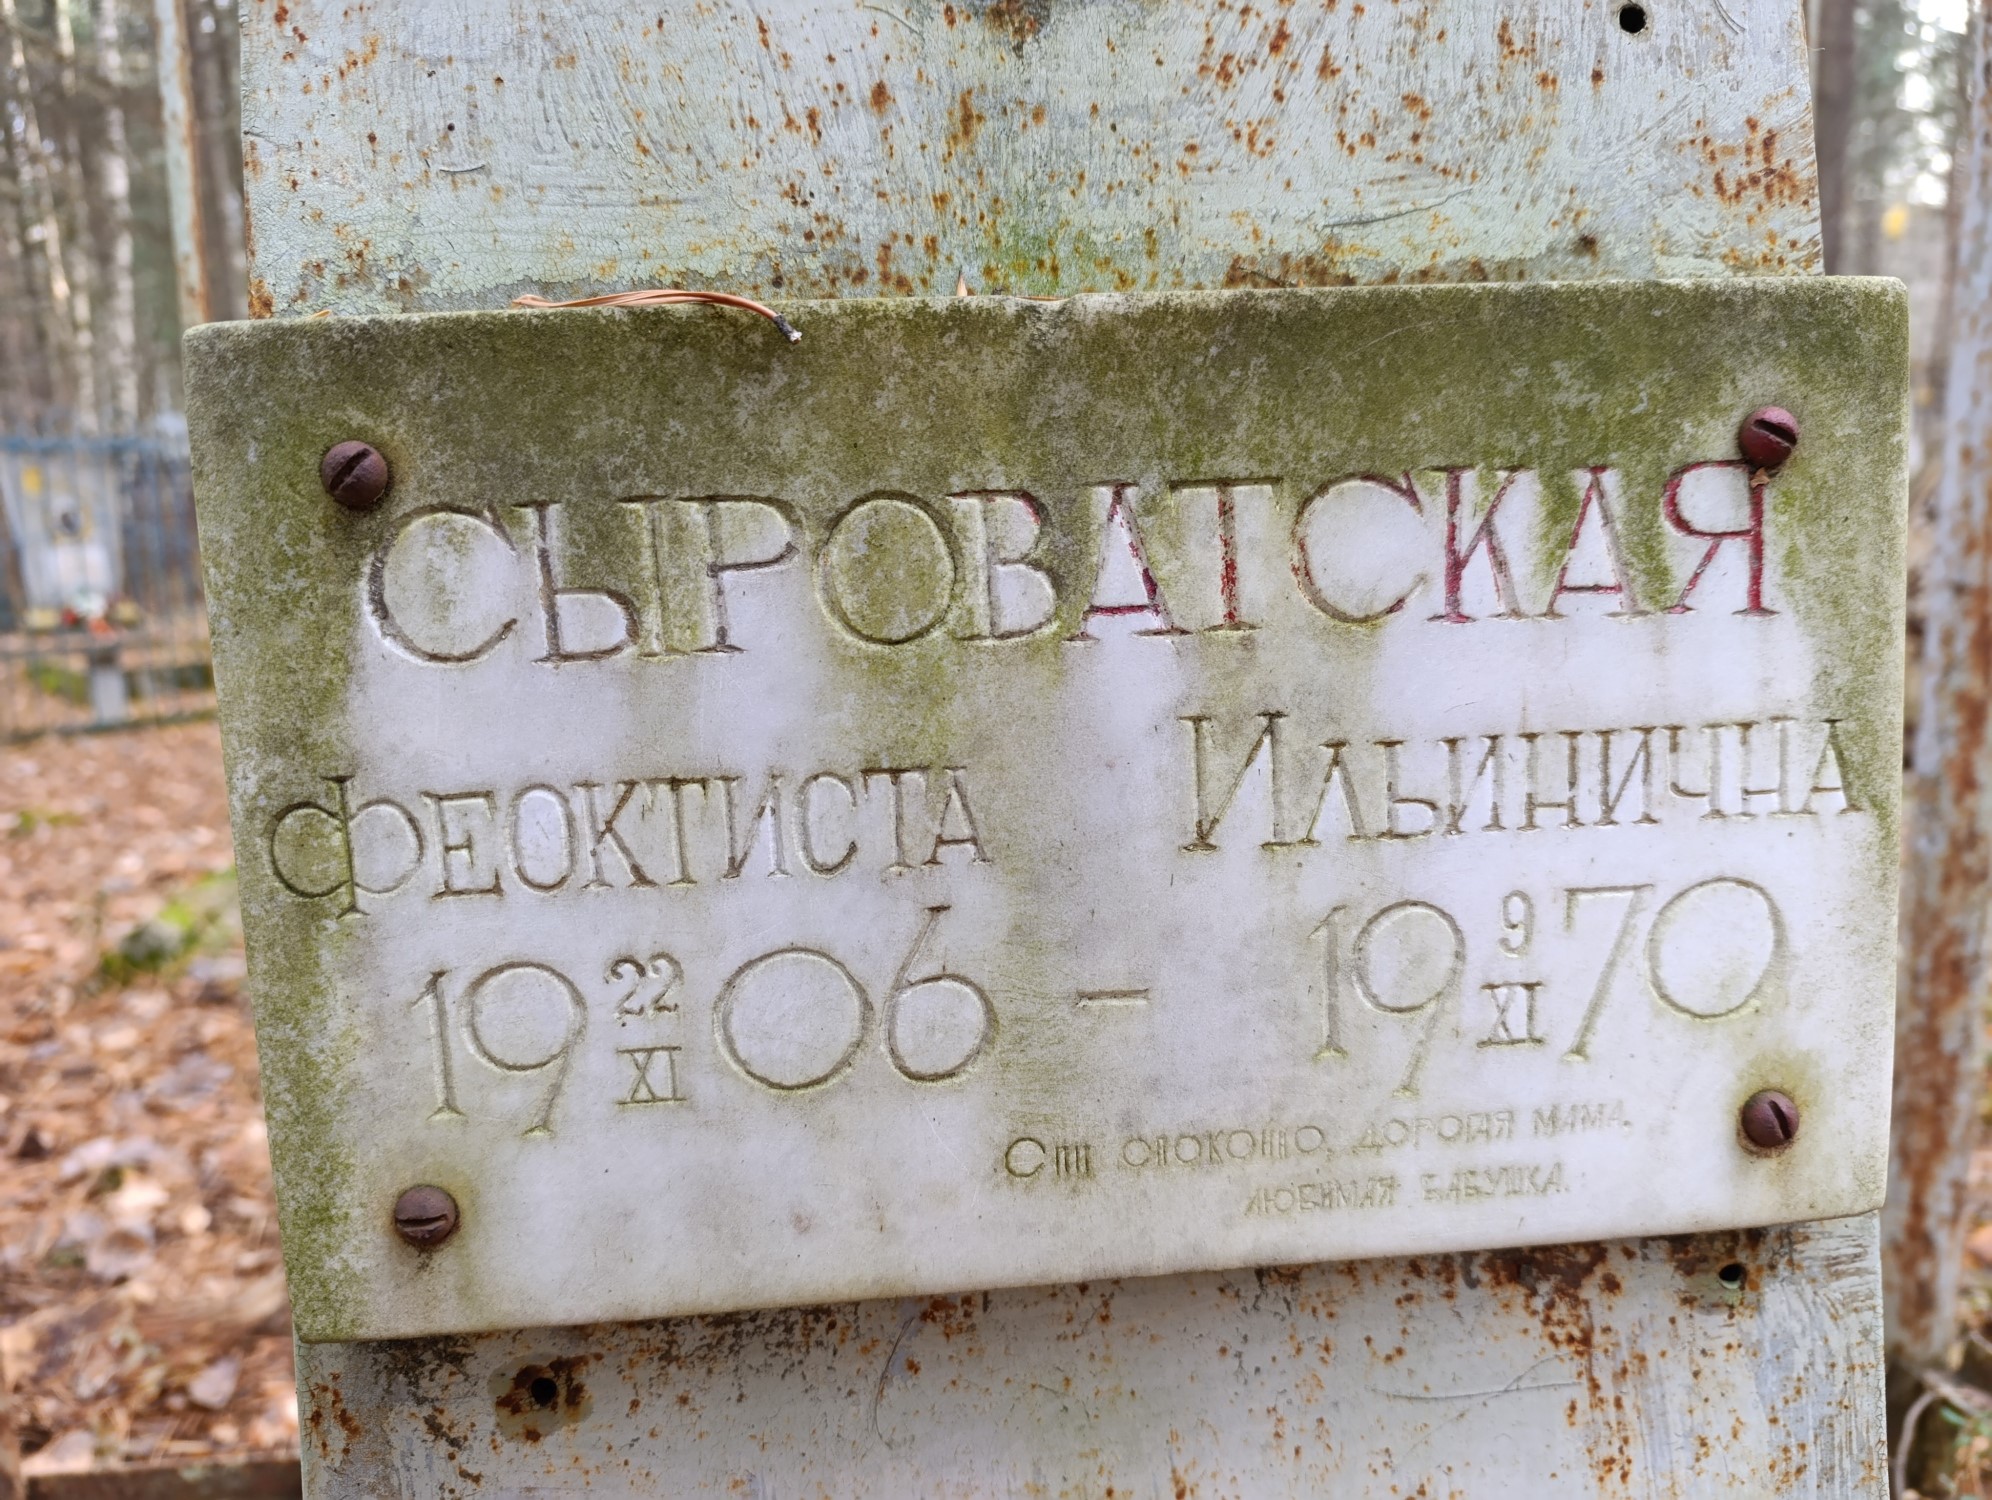 СЫРОВАТСКАЯ
ФЕОКТИСТА ИЛЬИНИЧНА
19 22 XI 06 – 19 9 XI 70
Спи спокойно, дорогая мама,
любимая бабушка.